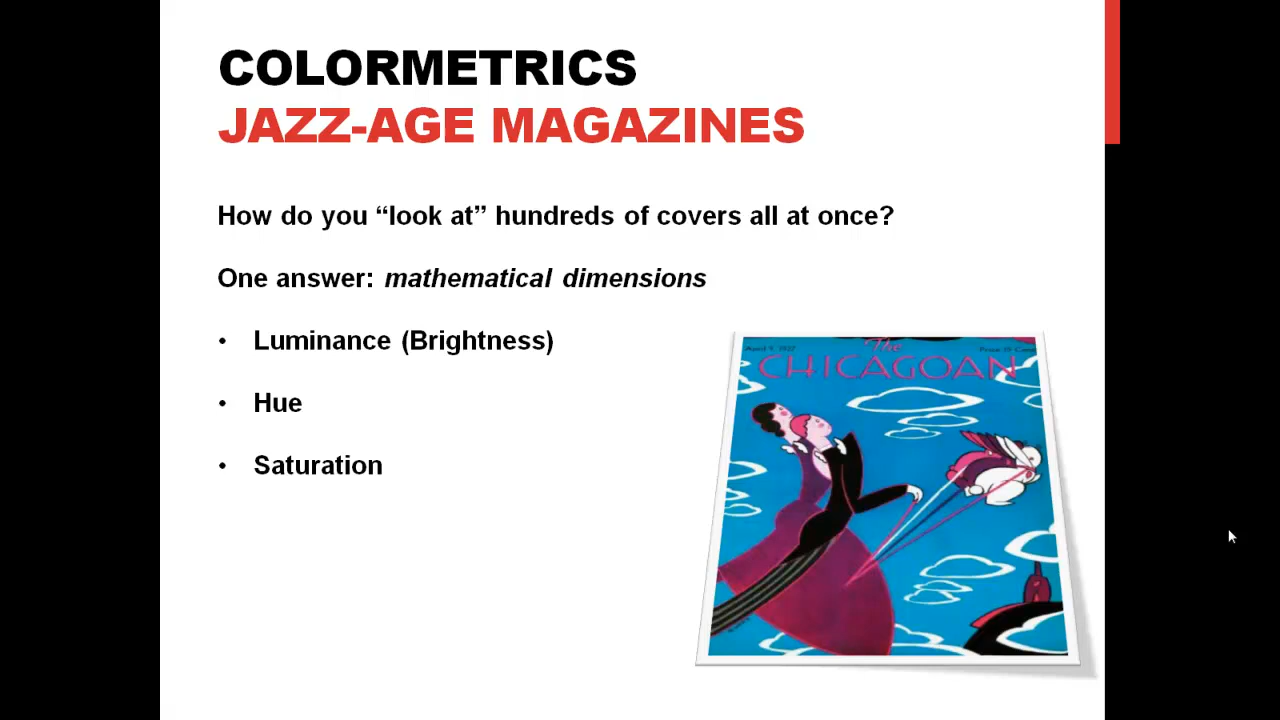 COLORMETRICS
JAZZ-AGE MAGAZINES
How do you “look at” hundreds of covers all at once?
One answer: mathematical dimensions
• Luminance (Brightness)
• Hue
• Saturation
The
CHICAGOAN